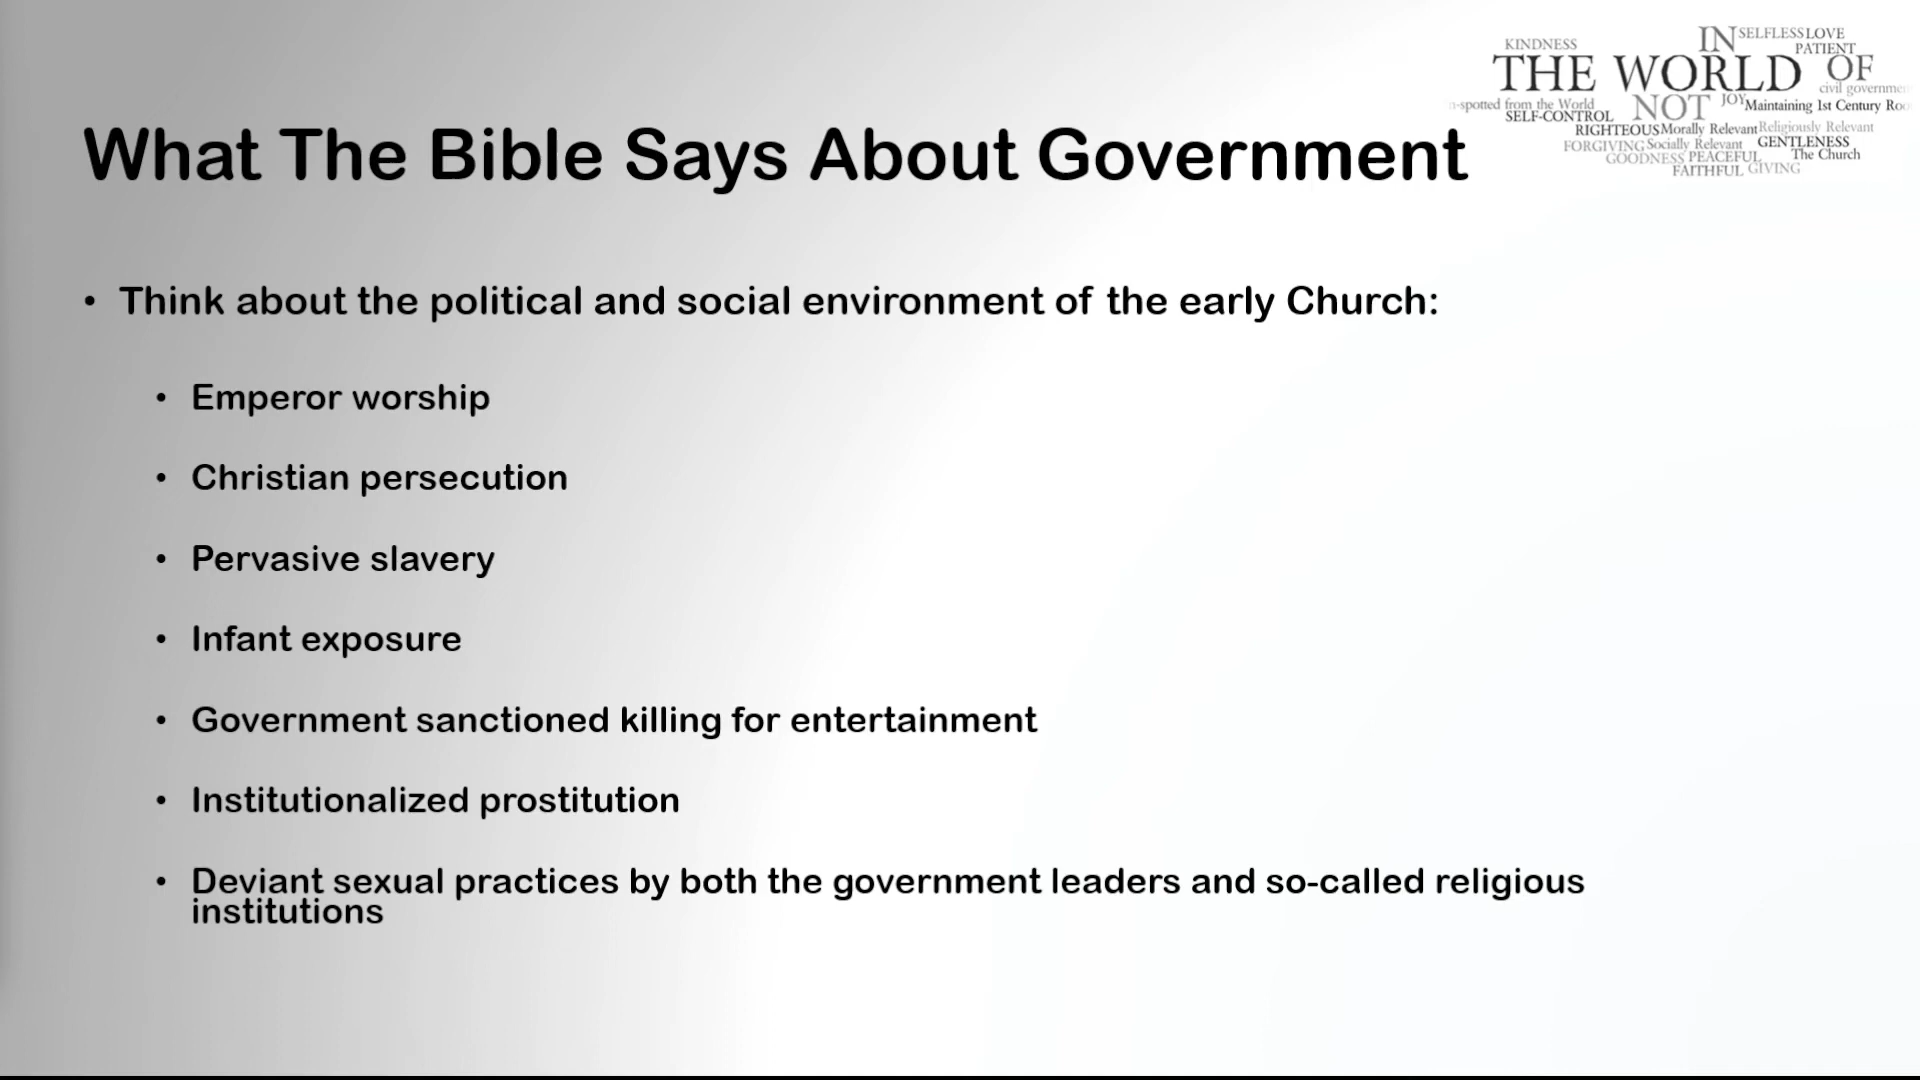 What The Bible Says About Government
KINDNESS
IN SELFLESS LOVE
PATIENT
THE WORLD OF
civil
-spotted from the World NOT JOY Maintaining 1st Century
SELF-CONTROL
RIGHTEOUS Morally Relevant Religiously Relevant
FORGIVING Socially Relevant GENTLENESS
GOODNESS PEACEFUL The Church
FAITHFUL GIVING
• Think about the political and social environment of the early Church:
• Emperor worship
• Christian persecution
• Pervasive slavery
• Infant exposure
• Government sanctioned killing for entertainment
• Institutionalized prostitution
• Deviant sexual practices by both the government leaders and so-called religious
institutions